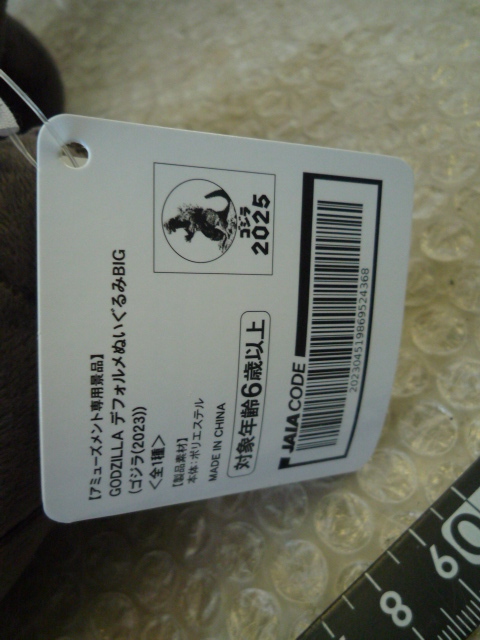 【アミューズメント専用景品】
GODZILLA デフォルメぬいぐるみBIG
(ゴジラ(2023))
<全1種>
【製品素材】
本体:ポリエステル
MADE IN CHINA
対象年齢6歳以上
ゴジラ
2025
JAIA CODE
2023045198695243​68
8
6
0